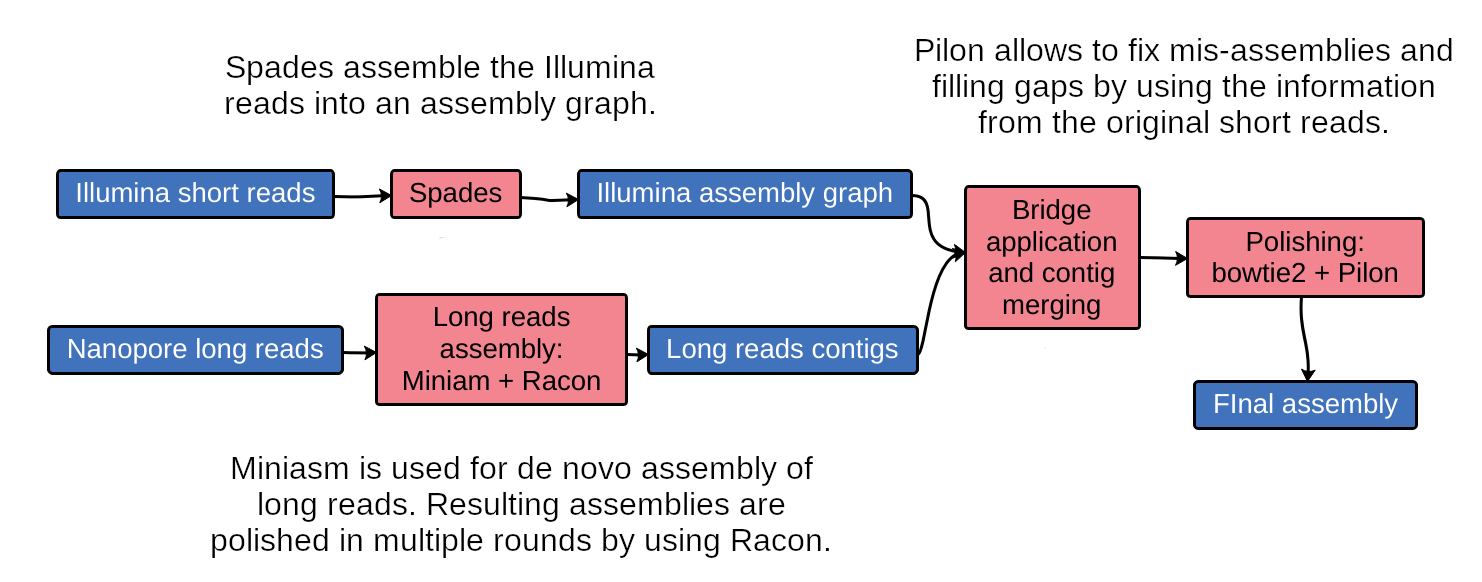 Spades assemble the Illumina
reads into an assembly graph.
Pilon allows to fix mis-assemblies and
filling gaps by using the information
from the original short reads.
Illumina short reads
Spades
Illumina assembly graph
Bridge
application
and contig
merging
Polishing:
bowtie2 + Pilon
Nanopore long reads
Long reads
assembly:
Miniam + Racon
Long reads contigs
FInal assembly
Miniasm is used for de novo assembly of
long reads. Resulting assemblies are
polished in multiple rounds by using Racon.